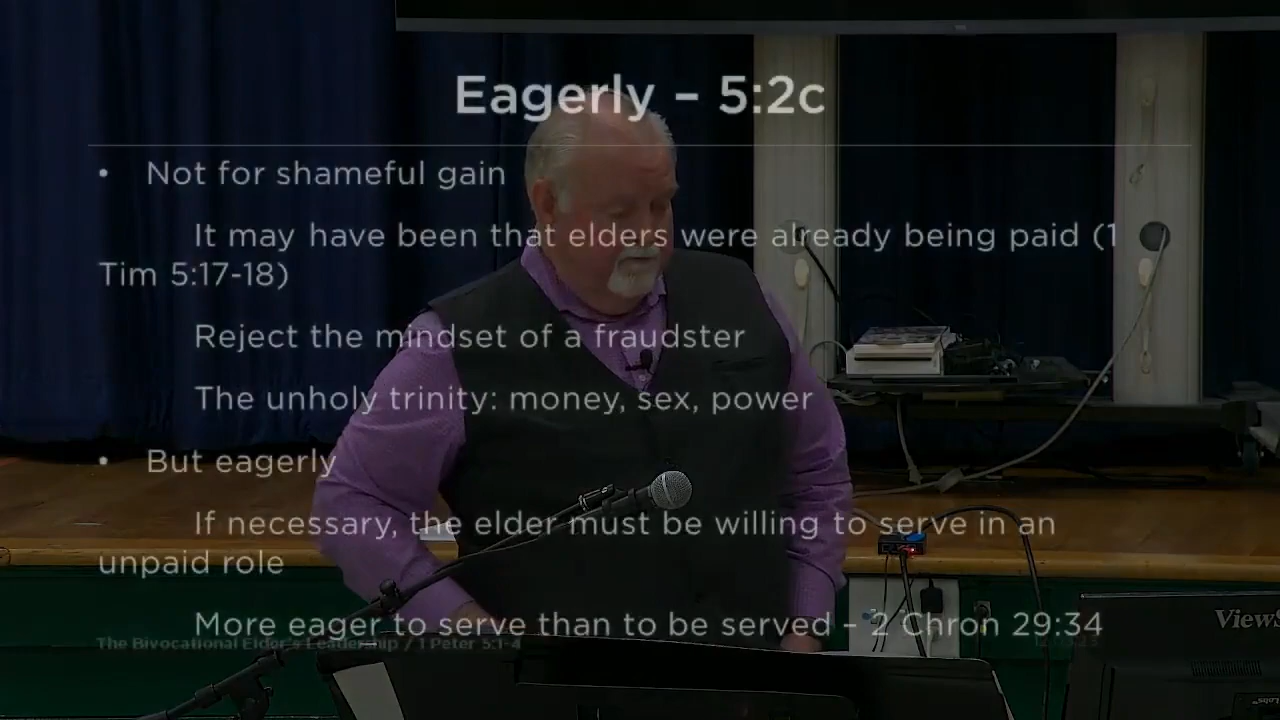 Eagerly – 5:2c
• Not for shameful gain
It may have been that elders were already being paid (1
Tim 5:17-18)
Reject the mindset of a fraudster
The unholy trinity: money, sex, power
• But eagerly
If necessary, the elder must be willing to serve in an
unpaid role
More eager to serve than to be served – 2 Chron 29:34
The Bivocational Elder's Leadership / 1 Peter 5:1-4
ViewS